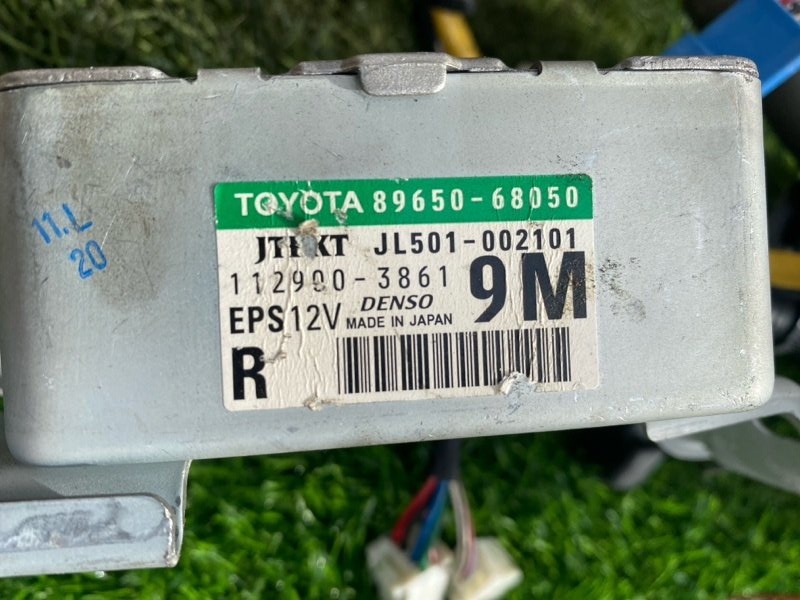 11.L
20
TOYOTA 89650-68050
JTEKT JL501-002101
112900-3861
9M
EPS12V
DENSO
MADE IN JAPAN
R